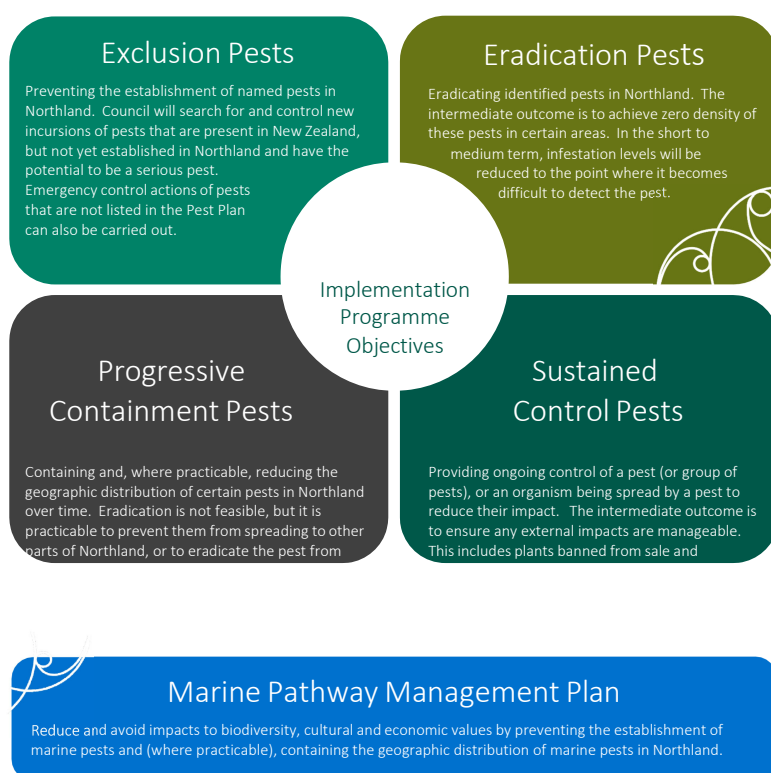 Exclusion Pests
Preventing the establishment of named pests in
Northland. Council will search for and control new
incursions of pests that are present in New Zealand,
but not yet established in Northland and have the
potential to be a serious pest.
Emergency control actions of pests
that are not listed in the Pest Plan
can also be carried out.
Eradication Pests
Eradicating identified pests in Northland. The
intermediate outcome is to achieve zero density of
these pests in certain areas. In the short to
medium term, infestation levels will be
reduced to the point where it becomes
difficult to detect the pest.
Implementation
Programme
Objectives
Progressive
Containment Pests
Containing and, where practicable, reducing the
geographic distribution of certain pests in Northland
over time. Eradication is not feasible, but it is
practicable to prevent them from spreading to other
parts of Northland, or to eradicate the pest from
Sustained
Control Pests
Providing ongoing control of a pest (or group of
pests), or an organism being spread by a pest to
reduce their impact. The intermediate outcome is
to ensure any external impacts are manageable.
This includes plants banned from sale and
Marine Pathway Management Plan
Reduce and avoid impacts to biodiversity, cultural and economic values by preventing the establishment of
marine pests and (where practicable), containing the geographic distribution of marine pests in Northland.